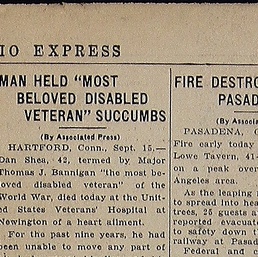 IO EXPRESS
MAN HELD "MOST
BELOVED DISABLED
VETERAN" SUCCUMBS
(By Associated Press)
HARTFORD, Conn., Sept. 15.—
Dan Shea, 42, termed by Major
Thomas J. Bannigan "the most be-
oved disabled veteran" of the
World War, died today at the Unit-
ed States Veterans' Hospital at
Newington of a heart ailment.
For the past nine years, he had
been unable to move any part of
FIRE DESTRO
PASAD
(By Associa
PASADENA, C
Fire early today
Lowe Tavern, 41-
on a peak over
Angeles area.
As the leaping
to spread into hea
trees, 25 guests a
reported evacuate
to safety down t
railway at Pasad
Federal and c